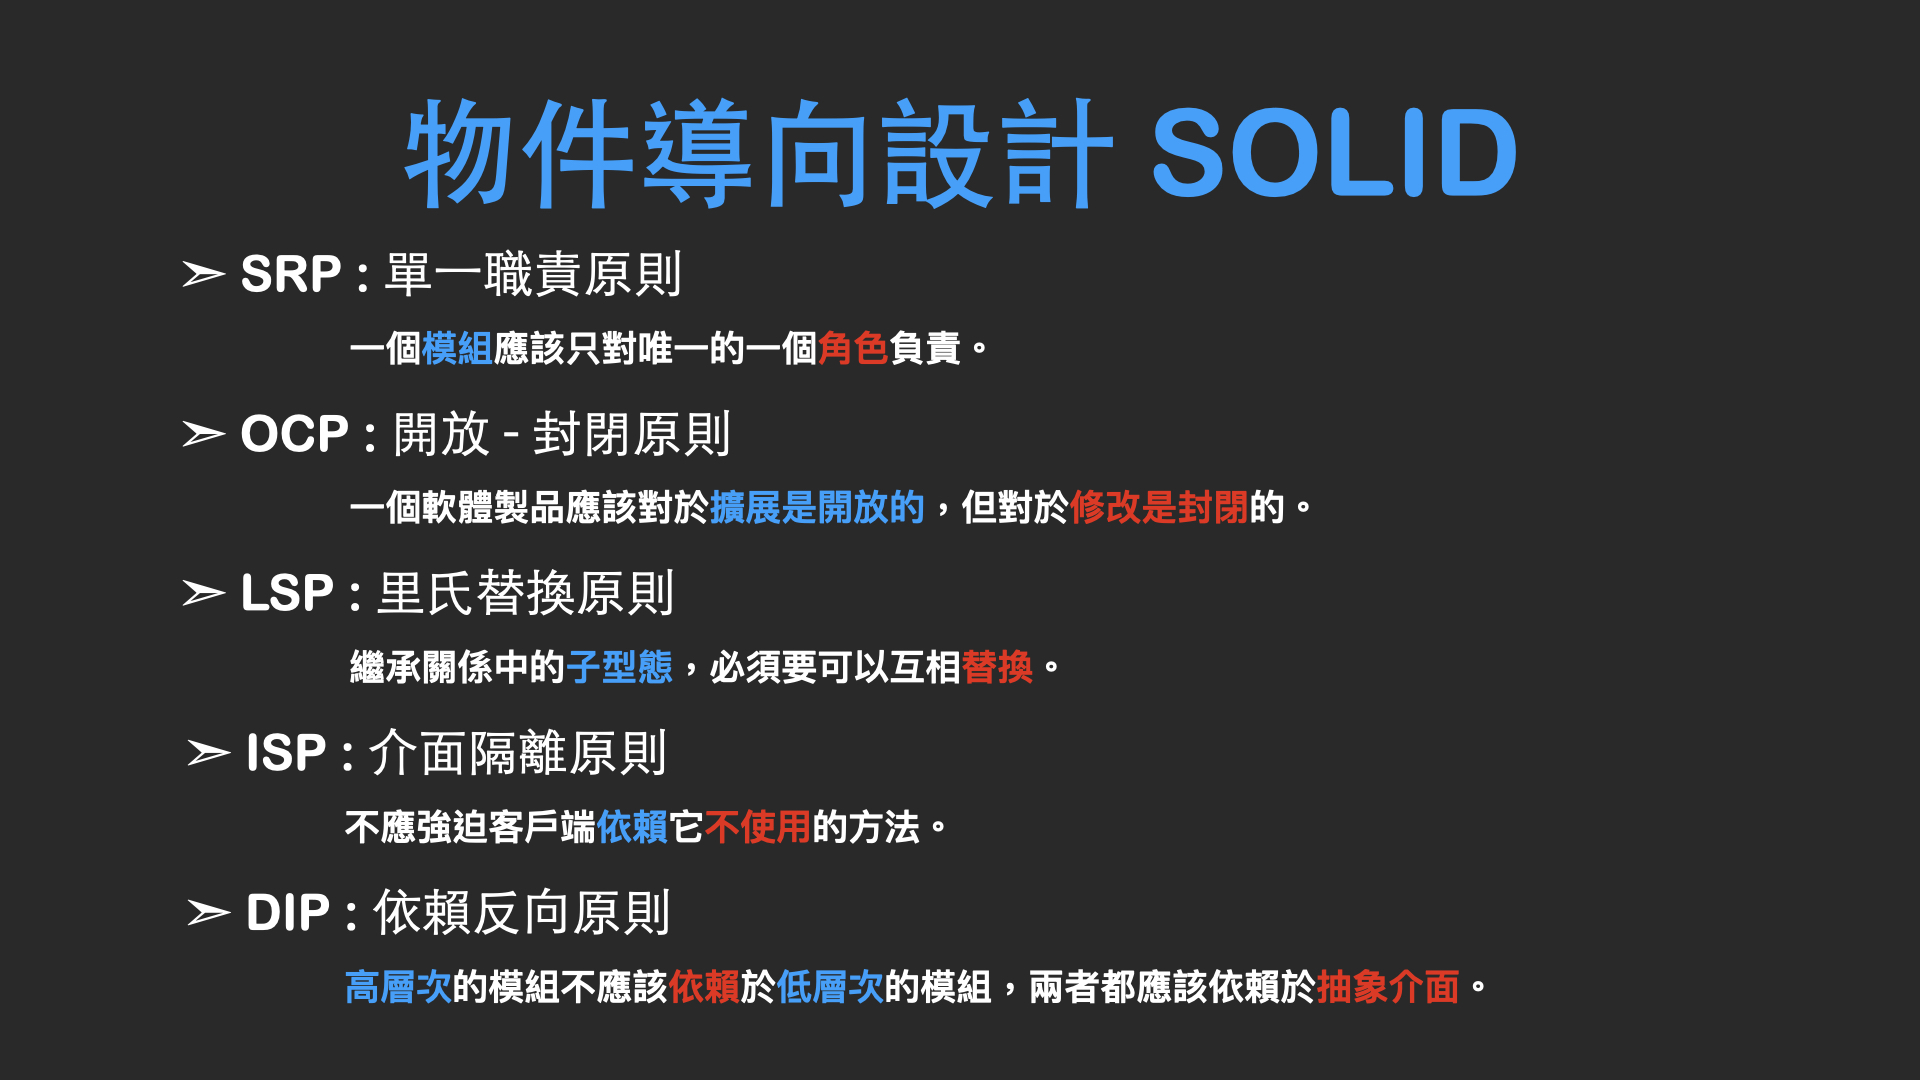 物件導向設計 SOLID
➢ SRP : 單一職責原則
一個模組應該只對唯一的一個角色負責。
➢ OCP : 開放 - 封閉原則
一個軟體製品應該對於擴展是開放的，但對於修改是封閉的。
➢ LSP : 里氏替換原則
繼承關係中的子型態，必須要可以互相替換。
➢ ISP : 介面隔離原則
不應強迫客戶端依賴它不使用的方法。
➢ DIP : 依賴反向原則
高層次的模組不應該依賴於低層次的模組，兩者都應該依賴於抽象介面。